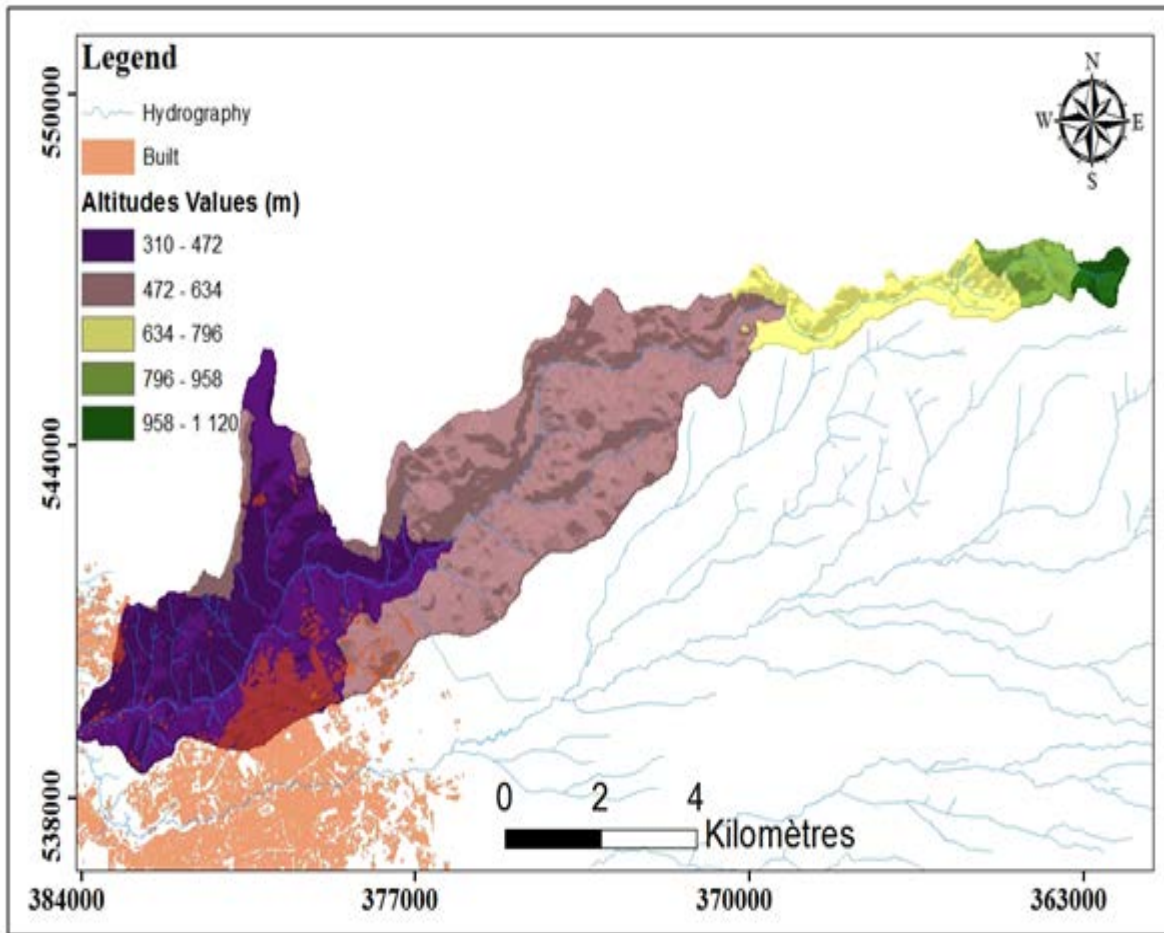 Legend
Hydrography
Built
Altitudes Values (m)
310 - 472
472 - 634
634 - 796
796 - 958
958 - 1 120
N
W E
S
550000
544000
538000
0 2 4
Kilomètres
384000 377000 370000 363000